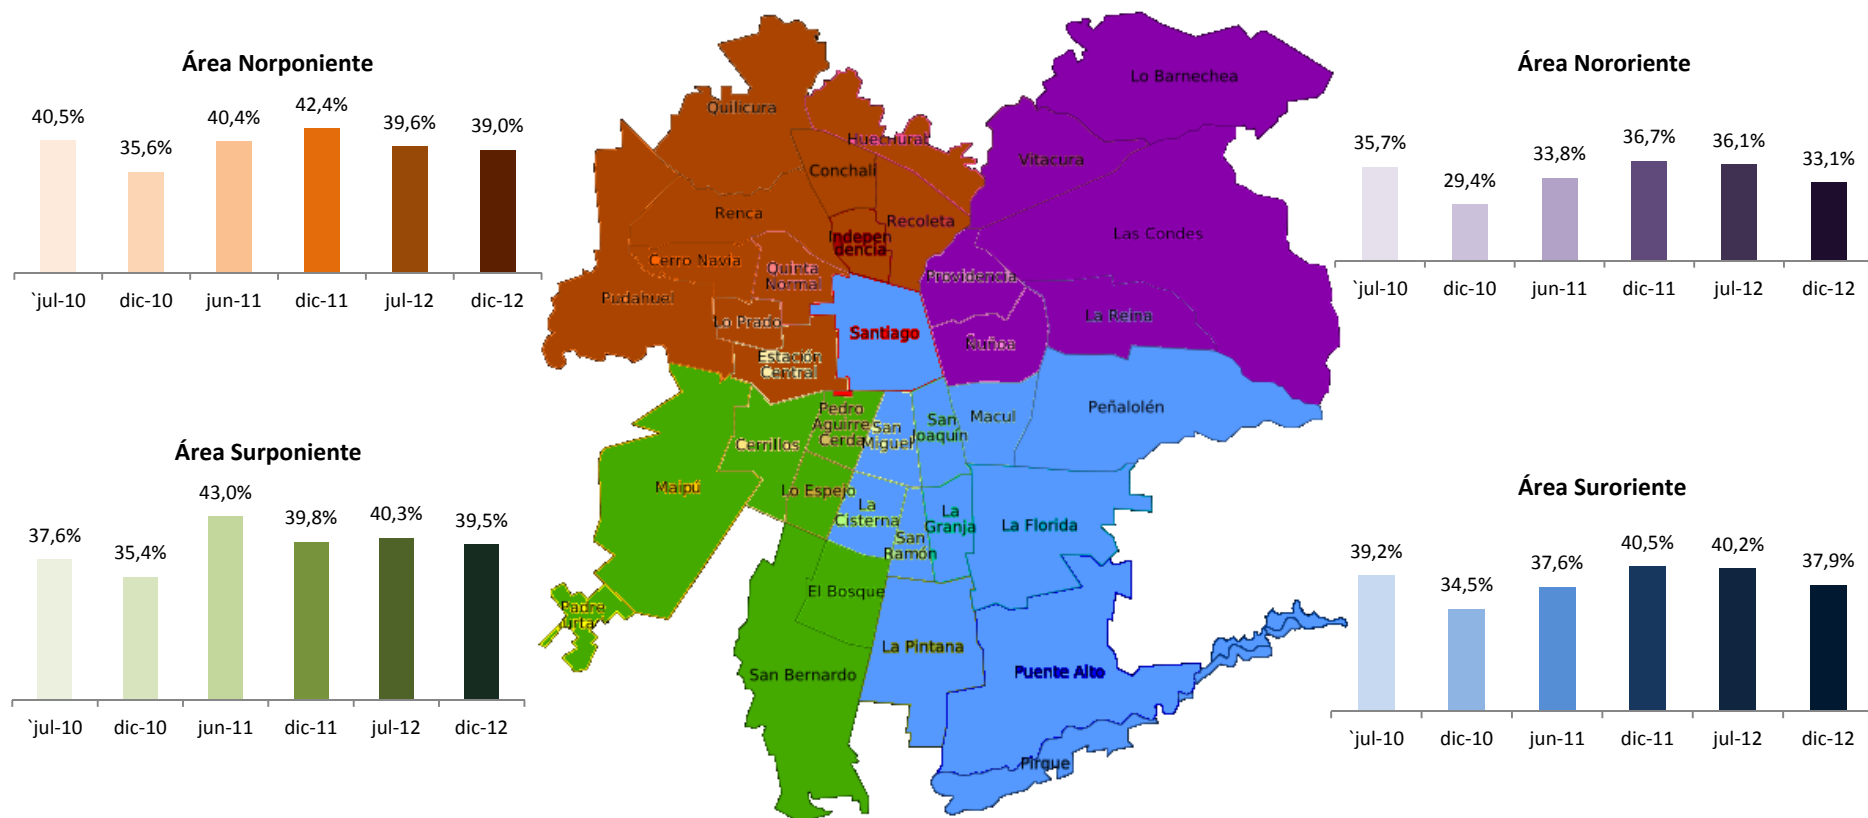 Área Norponiente
40,5%
35,6%
40,4%
42,4%
39,6%
39,0%
`jul-10
dic-10
jun-11
dic-11
jul-12
dic-12
Área Surponiente
37,6%
35,4%
43,0%
39,8%
40,3%
39,5%
`jul-10
dic-10
jun-11
dic-11
jul-12
dic-12
Quilicura
Conchalí
Renca
Recoleta
Indepen
dencia
Cerro Navia
Quinta
Normal
Pudahuel
Lo Prado
Estación
Central
Santiago
Lo Barnechea
Vitacura
Las Condes
Providencia
La Reina
Ñuñoa
Peñalolén
Macul
San
Joaquín
San
Miguel
Pedro
Aguirre
Cerda
Cerrillos
Maipú
Lo Espejo
La
Cisterna
San
Ramón
La
Granja
La Florida
El Bosque
Padre
San Bernardo
La Pintana
Puente Alto
Pirque
Área Nororiente
35,7%
29,4%
33,8%
36,7%
36,1%
33,1%
`jul-10
dic-10
jun-11
dic-11
jul-12
dic-12
Área Suroriente
39,2%
34,5%
37,6%
40,5%
40,2%
37,9%
`jul-10
dic-10
jun-11
dic-11
jul-12
dic-12